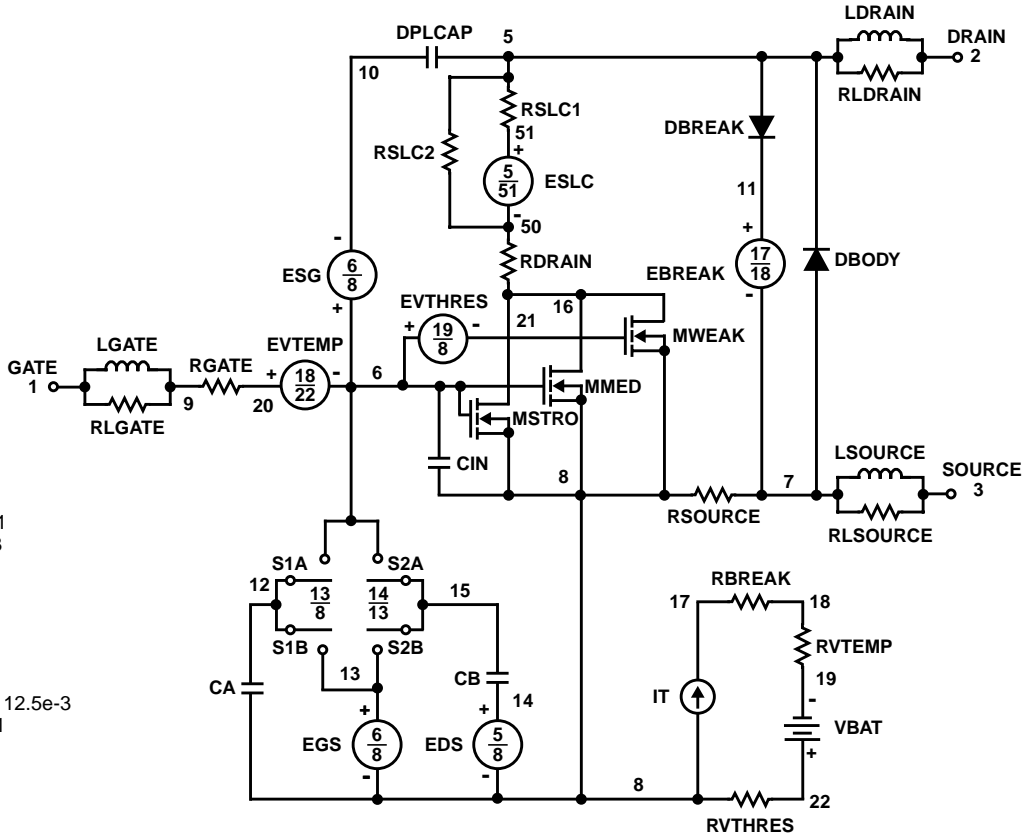 LDRAIN
DPLCAP 5 DRAIN
10 2
RSLC1 RLDRAIN
51 DBREAK
RSLC2 +
5
51 ESLC
11
-
50
- +
17
18
RDRAIN DBODY
6
8
ESG EBREAK
EVTHRES 16 -
+ 21
+ 19
8 - MWEAK
LGATE EVTEMP
GATE RGATE + 18
22 - 6 MMED
1
9 20 MSTRO
RLGATE
LSOURCE
CIN SOURCE
8 7 3
RSOURCE
RLSOURCE
1
S1A S2A
12 13
8 14
13 15 RBREAK
17 18
S1B S2B RVTEMP
13 CB 19
CA 14 IT -
12.5e-3 + + VBAT
EGS 6
8 EDS 5
8 +
- - 8
22
RVTHRES